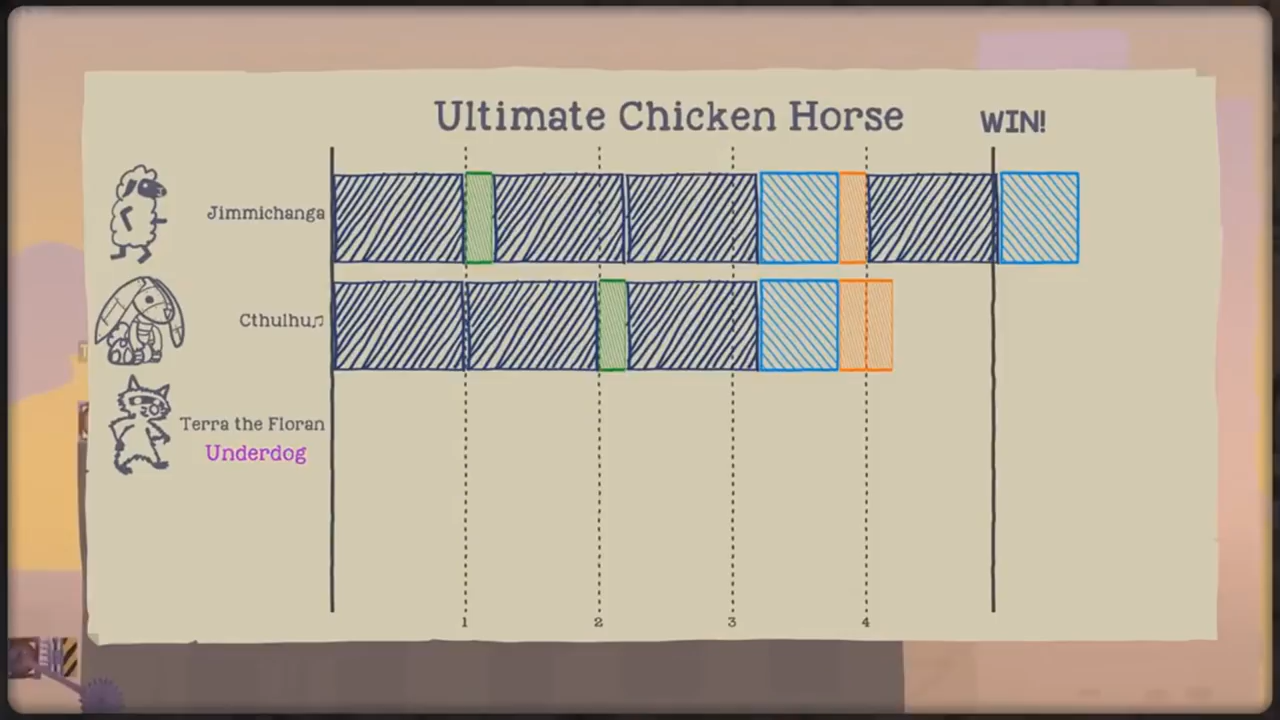 Ultimate Chicken Horse
WIN!
Jimmichanga
Cthulhu♫
Terra the Floran
Underdog
1 2 3 4